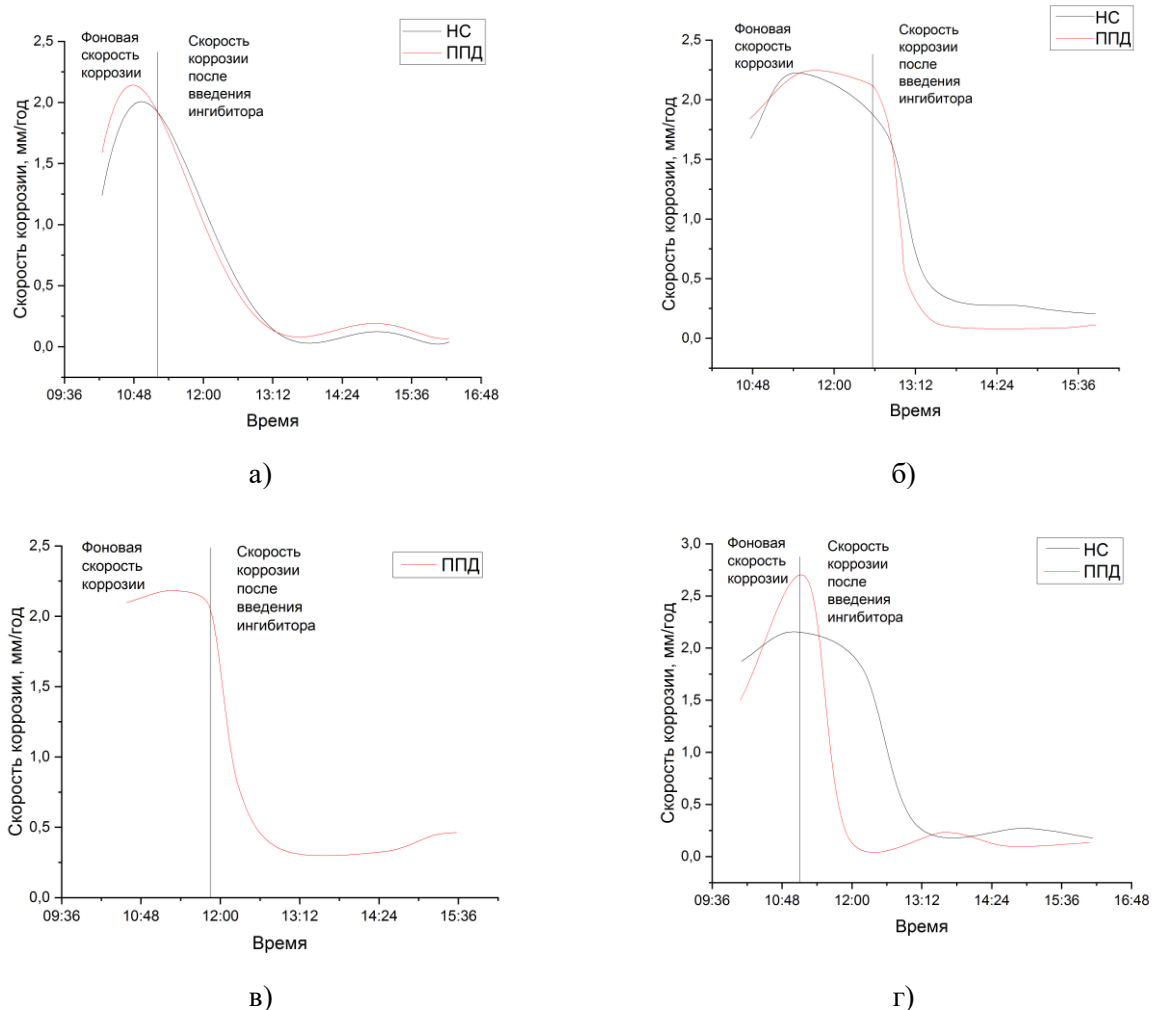 НС
ППД
2,5
2,0
1,5
1,0
0,5
0,0
Скорость коррозии, мм/год
Фоновая
скорость
коррозии
Скорость
коррозии
после
введения
ингибитора
09:36 10:48 12:00 13:12 14:24 15:36 16:48
Время
а)
НС
ППД
2,5
2,0
1,5
1,0
0,5
0,0
Скорость коррозии, мм/год
Фоновая
скорость
коррозии
Скорость
коррозии
после
введения
ингибитора
10:48 12:00 13:12 14:24 15:36
Время
б)
ППД
2,5
2,0
1,5
1,0
0,5
0,0
Скорость коррозии, мм/год
Фоновая
скорость
коррозии
Скорость
коррозии
после
введения
ингибитора
09:36 10:48 12:00 13:12 14:24 15:36
Время
в)
НС
ППД
3,0
2,5
2,0
1,5
1,0
0,5
0,0
Скорость коррозии, мм/год
Фоновая
скорость
коррозии
Скорость
коррозии
после
введения
ингибитора
09:36 10:48 12:00 13:12 14:24 15:36 16:48
Время
г)